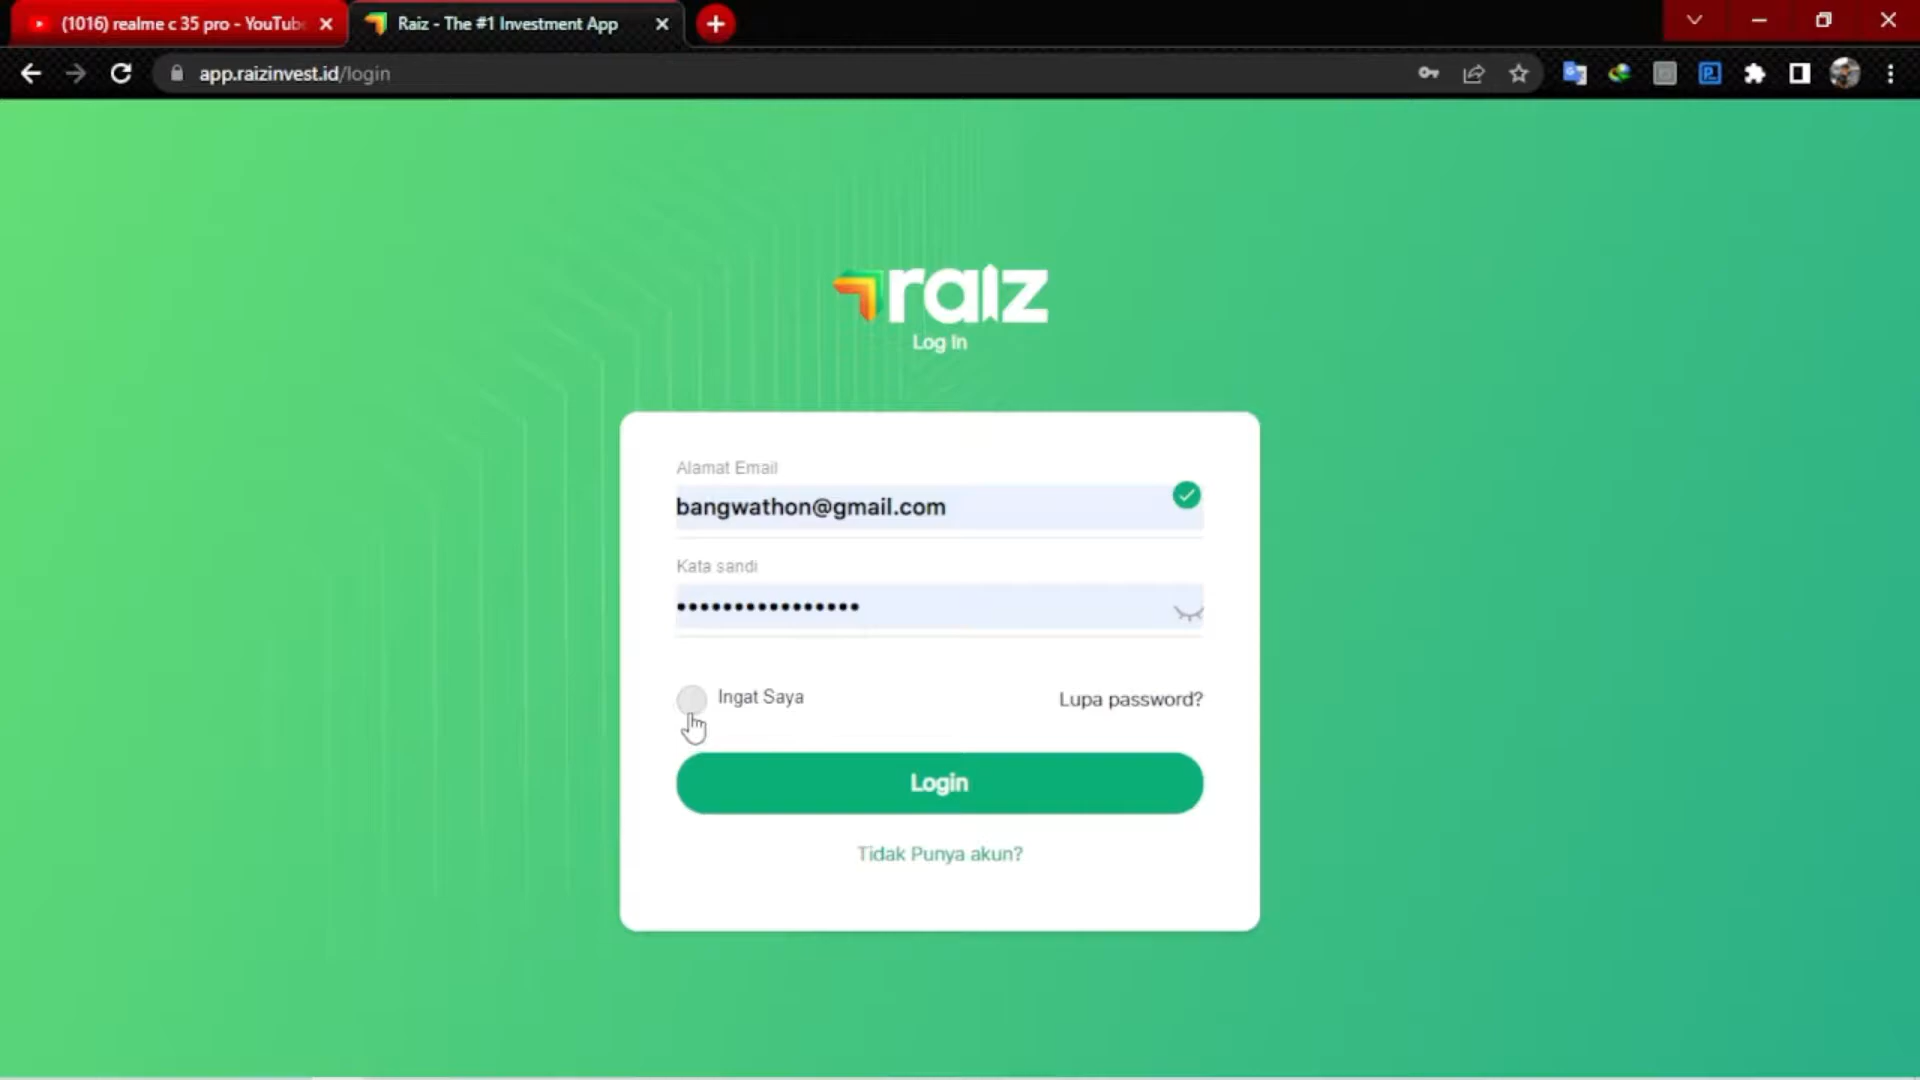 (1016) realme c 35 pro - YouTub
Raiz - The #1 Investment App
app.raizinvest.id/login
raiz
Log In
Alamat Email
bangwathon@gmail.com
Kata sandi
••••••••••••••••
Ingat Saya
Lupa password?
Login
Tidak Punya akun?